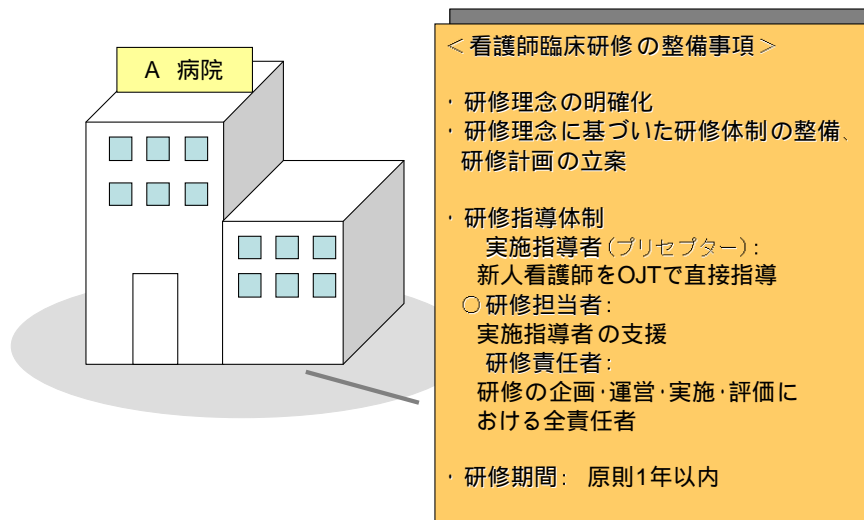 A 病院
＜看護師臨床研修の整備事項＞
・研修理念の明確化
・研修理念に基づいた研修体制の整備、
研修計画の立案
・研修指導体制
実施指導者(プリセプター)：
新人看護師をOJTで直接指導
○研修担当者：
実施指導者の支援
研修責任者：
研修の企画・運営・実施・評価に
おける全責任者
・研修期間： 原則1年以内